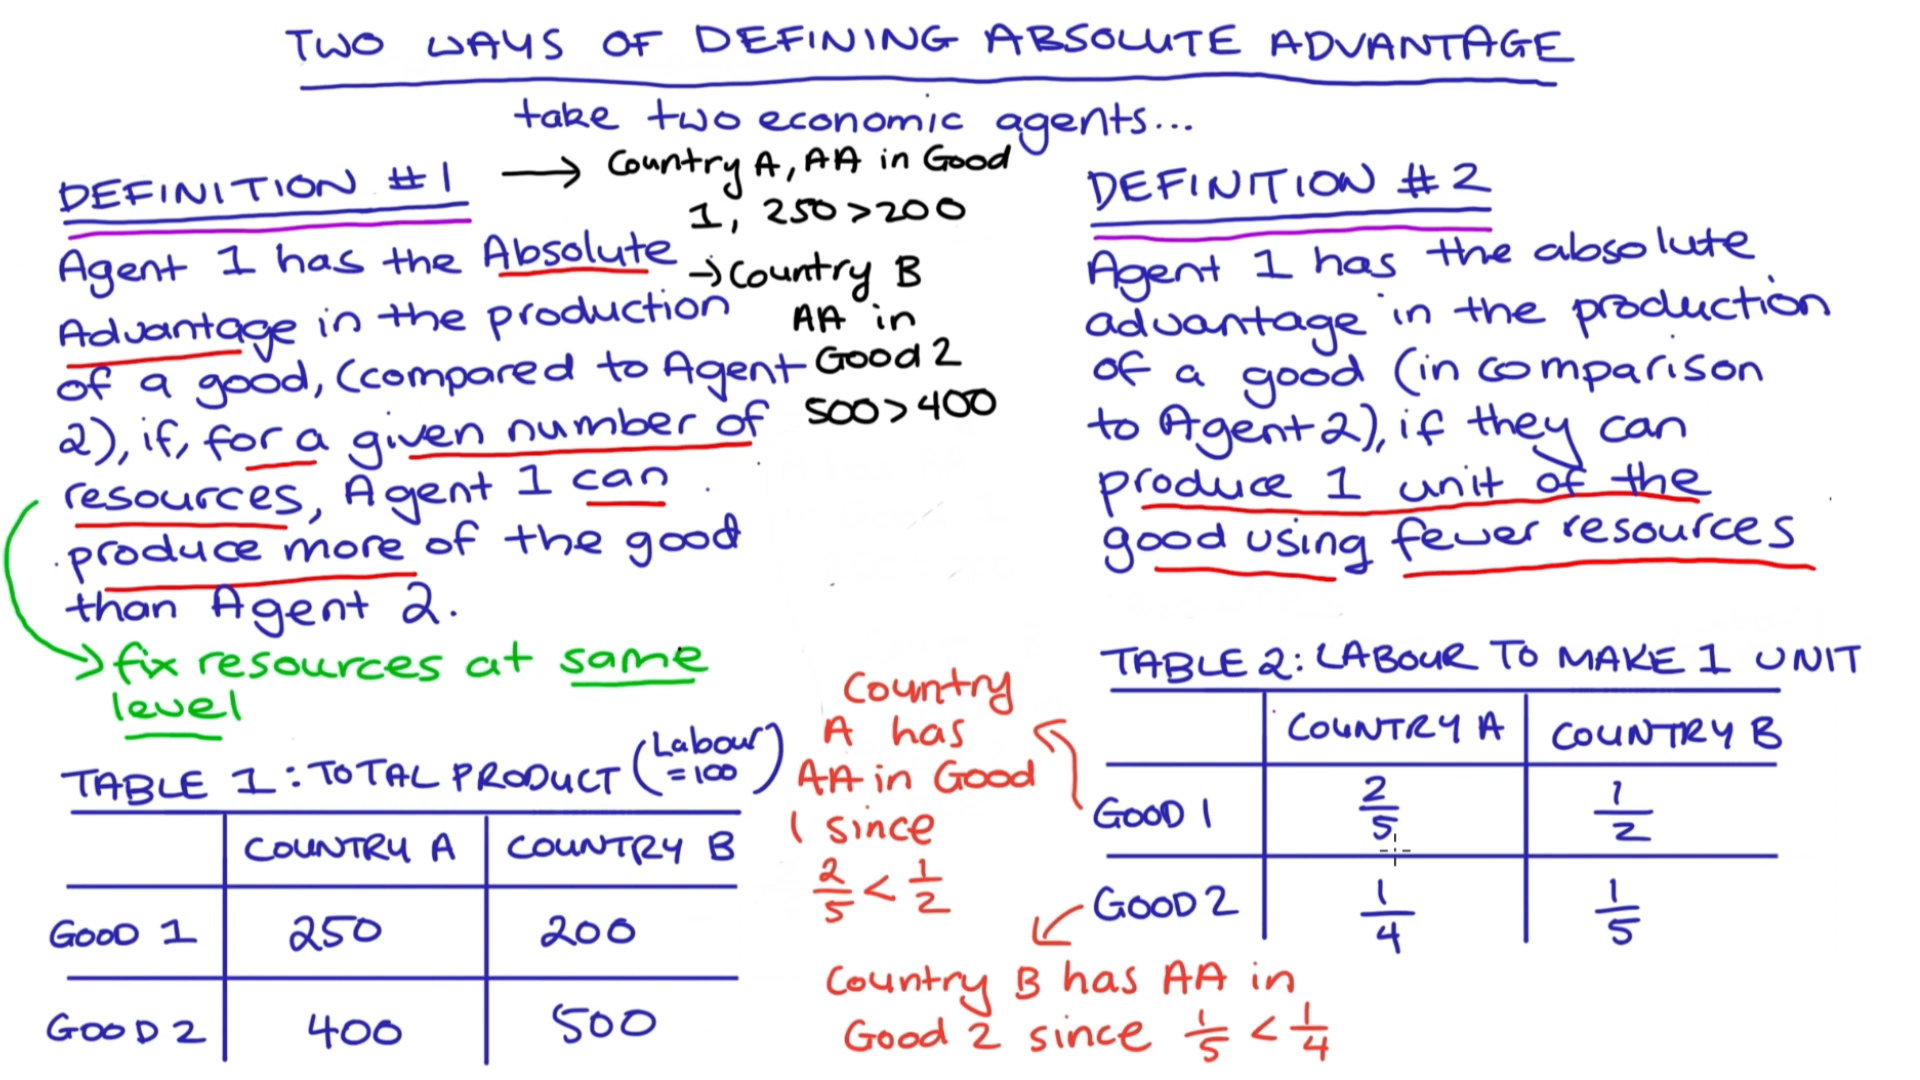 TWO WAYS OF DEFINING ABSOLUTE ADVANTAGE
take two economic agents...
DEFINITION #1
→ Country A, AA in Good
1, 250 > 200
→ Country B
AA in
Good 2
500 > 400
Agent 1 has the Absolute
Advantage in the production
of a good, (compared to Agent
2), if, for a given number of
resources, Agent 1 can
produce more of the good
than Agent 2.
→ fix resources at same
level
TABLE 1: TOTAL PRODUCT (Labour = 100)
COUNTRY A COUNTRY B
GOOD 1 250 200
GOOD 2 400 500
DEFINITION #2
Agent 1 has the absolute
advantage in the production
of a good (in comparison
to Agent 2), if they can
produce 1 unit of the
good using fewer resources
TABLE 2: LABOUR TO MAKE 1 UNIT
COUNTRY A COUNTRY B
GOOD 1 2/5 1/2
GOOD 2 1/4 1/5
Country
A has
AA in Good
1 since
2/5 < 1/2
Country B has AA in
Good 2 since 1/5 < 1/4